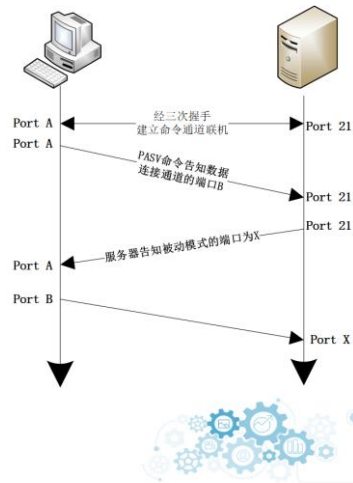 经三次握手
建立命令通道联机
Port A
Port 21
Port A
PASV命令告知数据
连接通道的端口B
Port 21
Port 21
服务器告知被动模式的端口为X
Port A
Port B
Port X